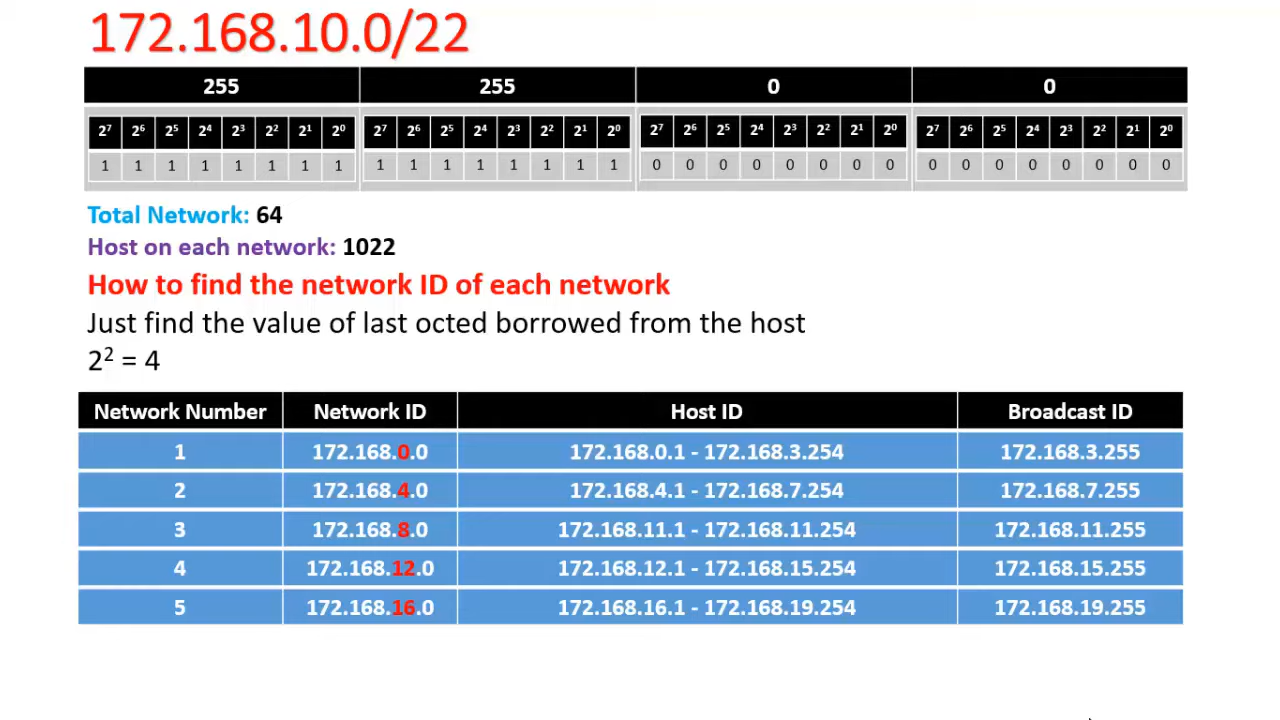 172.168.10.0/22
255 255 0 0
2⁷ 2⁶ 2⁵ 2⁴ 2³ 2² 2¹ 2⁰ 2⁷ 2⁶ 2⁵ 2⁴ 2³ 2² 2¹ 2⁰ 2⁷ 2⁶ 2⁵ 2⁴ 2³ 2² 2¹ 2⁰ 2⁷ 2⁶ 2⁵ 2⁴ 2³ 2² 2¹ 2⁰
1 1 1 1 1 1 1 1 1 1 1 1 1 1 1 1 0 0 0 0 0 0 0 0 0 0 0 0 0 0 0 0
Total Network: 64
Host on each network: 1022
How to find the network ID of each network
Just find the value of last octed borrowed from the host
2² = 4
Network Number Network ID Host ID Broadcast ID
1 172.168.0.0 172.168.0.1 - 172.168.3.254 172.168.3.255
2 172.168.4.0 172.168.4.1 - 172.168.7.254 172.168.7.255
3 172.168.8.0 172.168.11.1 - 172.168.11.254 172.168.11.255
4 172.168.12.0 172.168.12.1 - 172.168.15.254 172.168.15.255
5 172.168.16.0 172.168.16.1 - 172.168.19.254 172.168.19.255